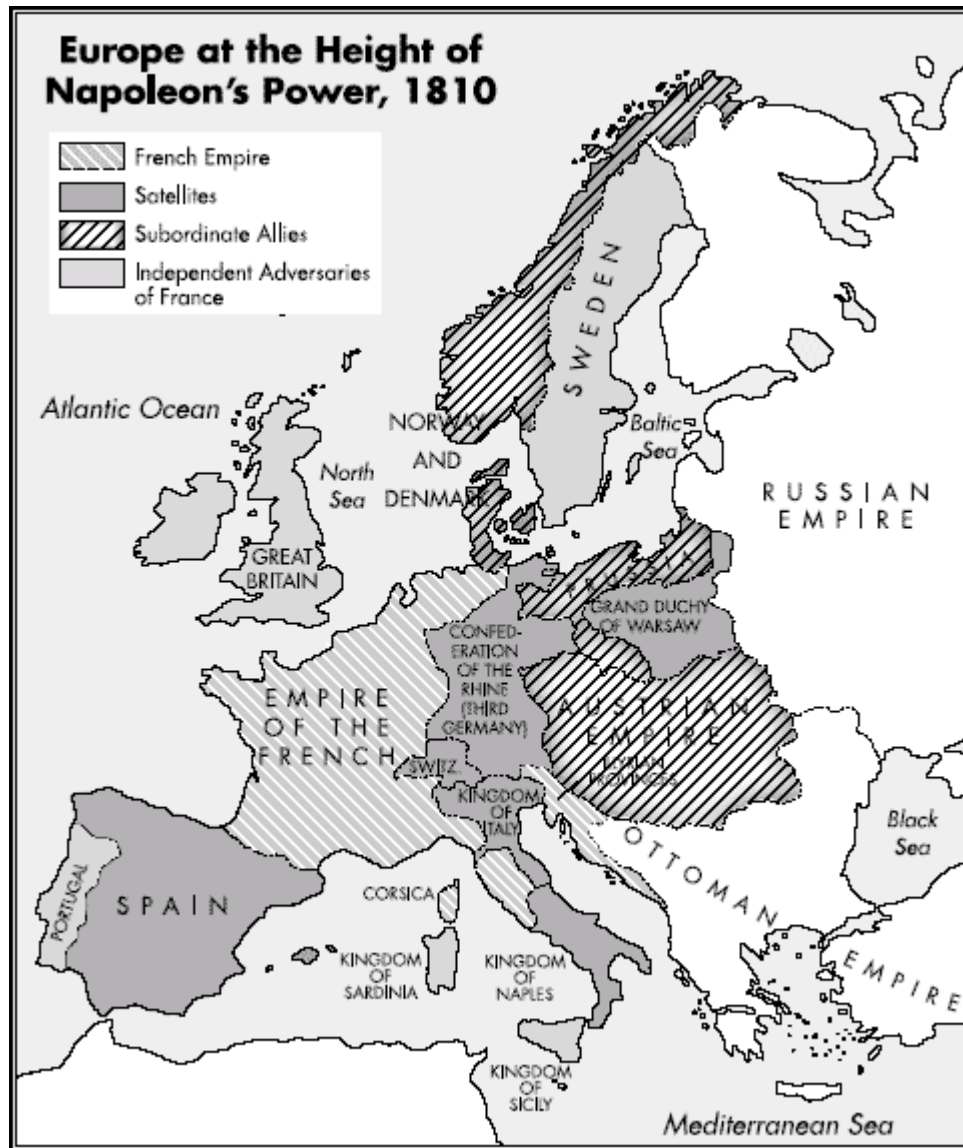 Europe at the Height of
Napoleon's Power, 1810
French Empire
Satellites
Subordinate Allies
Independent Adversaries
of France
Atlantic Ocean
North
Sea
SWEDEN
Baltic
Sea
NORWAY
AND
DENMARK
RUSSIAN
EMPIRE
GREAT
BRITAIN
PRUSSIA
GRAND DUCHY
OF WARSAW
CONFED-
ERATION
OF THE
RHINE
(THIRD
GERMANY)
EMPIRE
OF THE
FRENCH
AUSTRIAN
EMPIRE
ILLYRIAN
PROVINCES
SWITZ.
KINGDOM
OF
ITALY
Black
Sea
OTTOMAN
EMPIRE
PORTUGAL
SPAIN
CORSICA
KINGDOM
OF
SARDINIA
KINGDOM
OF
NAPLES
KINGDOM
OF
SICILY
Mediterranean Sea